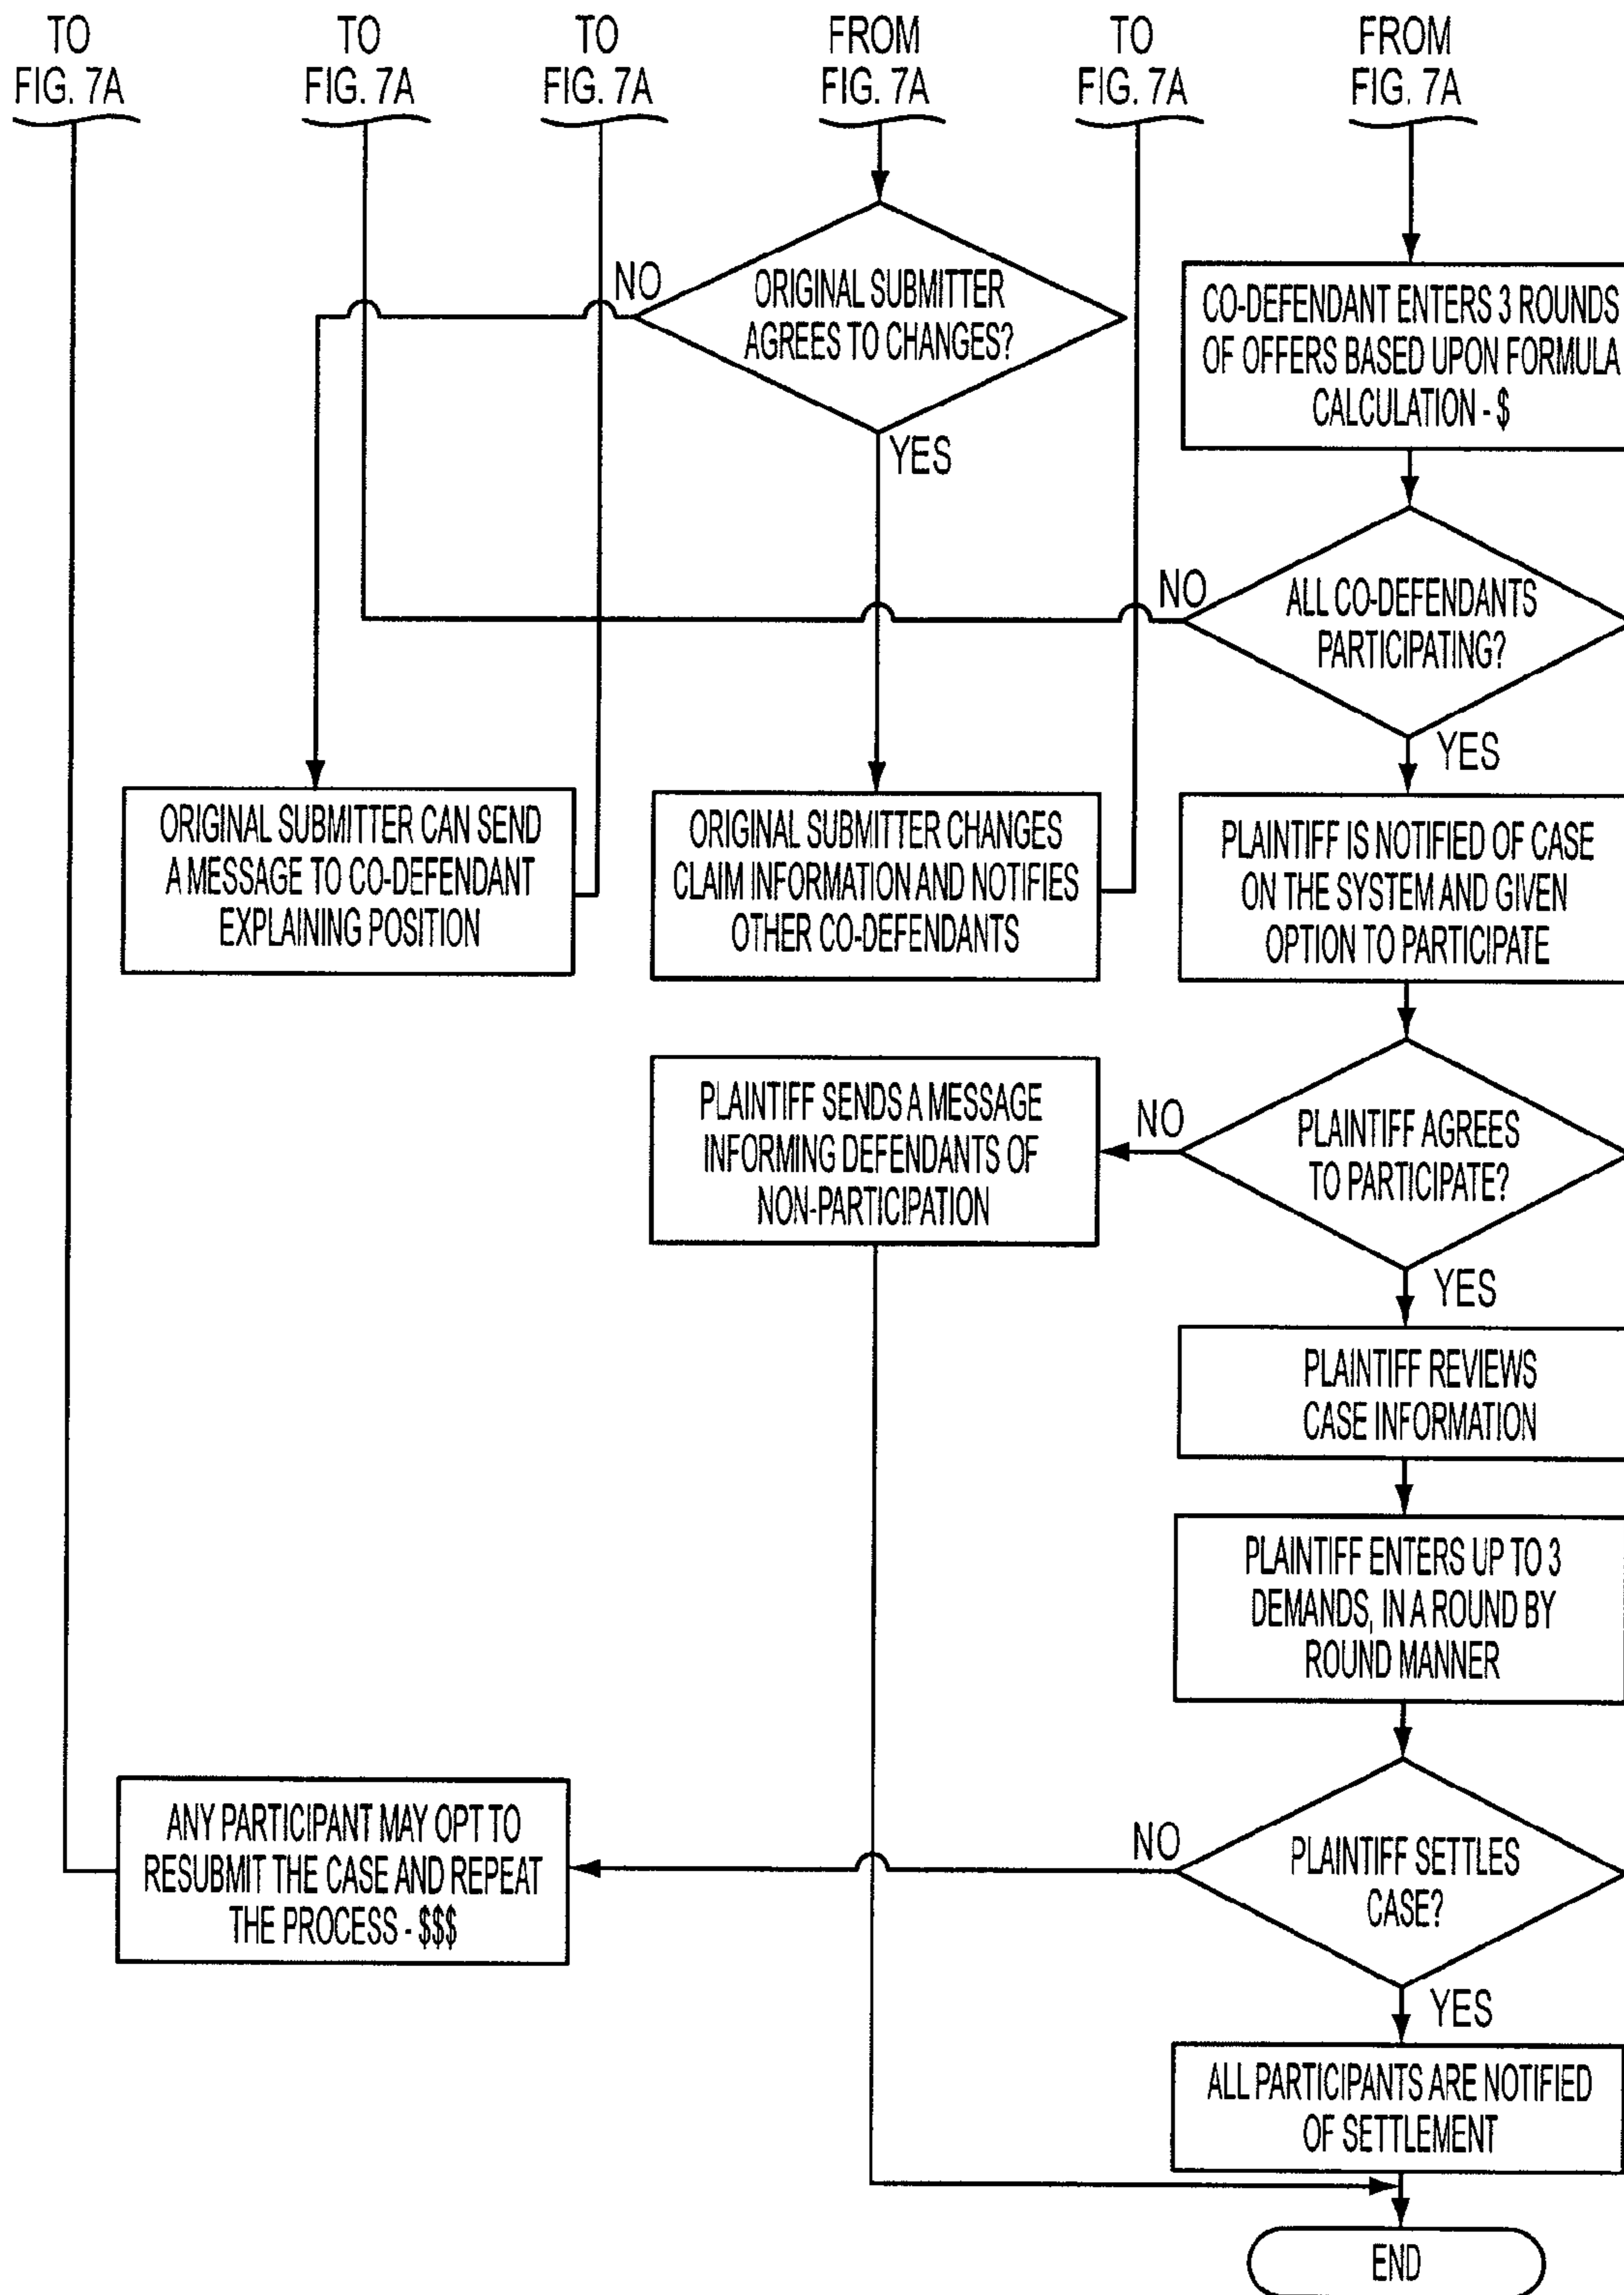 TO
FIG. 7A
TO
FIG. 7A
TO
FIG. 7A
FROM
FIG. 7A
TO
FIG. 7A
FROM
FIG. 7A
NO
ORIGINAL SUBMITTER
AGREES TO CHANGES?
YES
CO-DEFENDANT ENTERS 3 ROUNDS
OF OFFERS BASED UPON FORMULA
CALCULATION - $
NO
ALL CO-DEFENDANTS
PARTICIPATING?
YES
ORIGINAL SUBMITTER CAN SEND
A MESSAGE TO CO-DEFENDANT
EXPLAINING POSITION
ORIGINAL SUBMITTER CHANGES
CLAIM INFORMATION AND NOTIFIES
OTHER CO-DEFENDANTS
PLAINTIFF IS NOTIFIED OF CASE
ON THE SYSTEM AND GIVEN
OPTION TO PARTICIPATE
PLAINTIFF SENDS A MESSAGE
INFORMING DEFENDANTS OF
NON-PARTICIPATION
NO
PLAINTIFF AGREES
TO PARTICIPATE?
YES
PLAINTIFF REVIEWS
CASE INFORMATION
PLAINTIFF ENTERS UP TO 3
DEMANDS, IN A ROUND BY
ROUND MANNER
ANY PARTICIPANT MAY OPT TO
RESUBMIT THE CASE AND REPEAT
THE PROCESS - $$$
NO
PLAINTIFF SETTLES
CASE?
YES
ALL PARTICIPANTS ARE NOTIFIED
OF SETTLEMENT
END